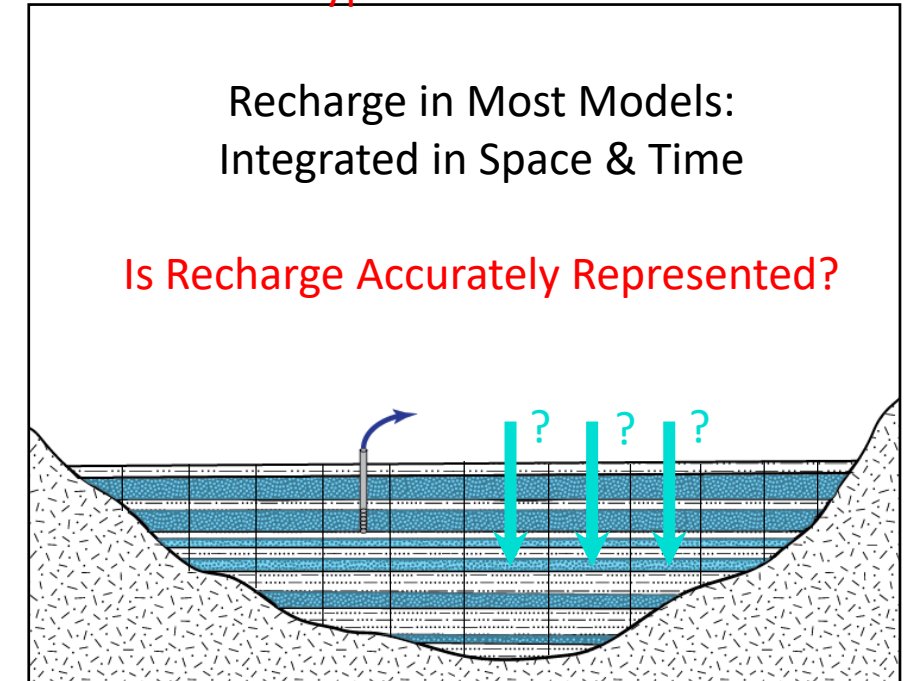 Recharge in Most Models:
Integrated in Space & Time
Is Recharge Accurately Represented?
? ? ?